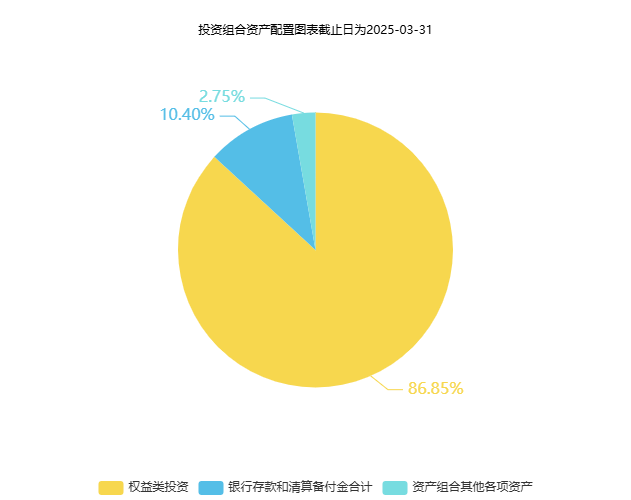 投资组合资产配置图表截止日为2025-03-31
2.75%
10.40%
86.85%
权益类投资 银行存款和清算备付金合计 资产组合其他各项资产